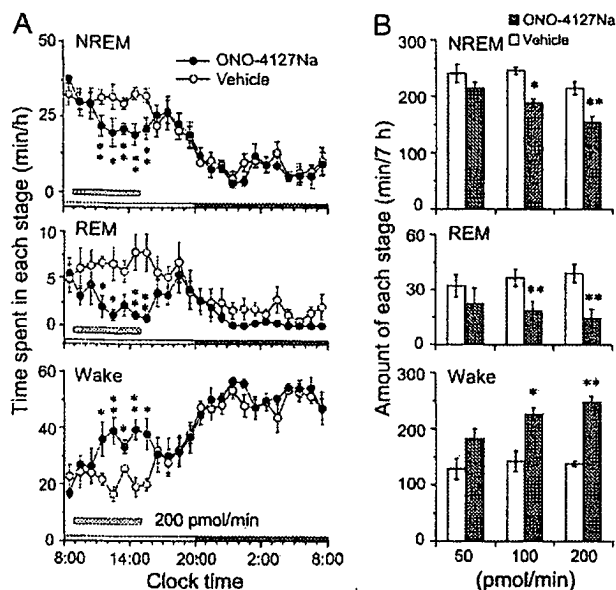 A
NREM
ONO-4127Na
Vehicle
50
25
0
REM
10
5
0
Wake
60
40
20
0
200 pmol/min
8:00 14:00 20:00 2:00 8:00
Clock time
Time spent in each stage (min/h)
B
Vehicle
ONO-4127Na
NREM
300
200
100
0
* **
REM
60
30
0
** **
Wake
300
200
100
0
* **
50 100 200
(pmol/min)
Amount of each stage (min/7 h)